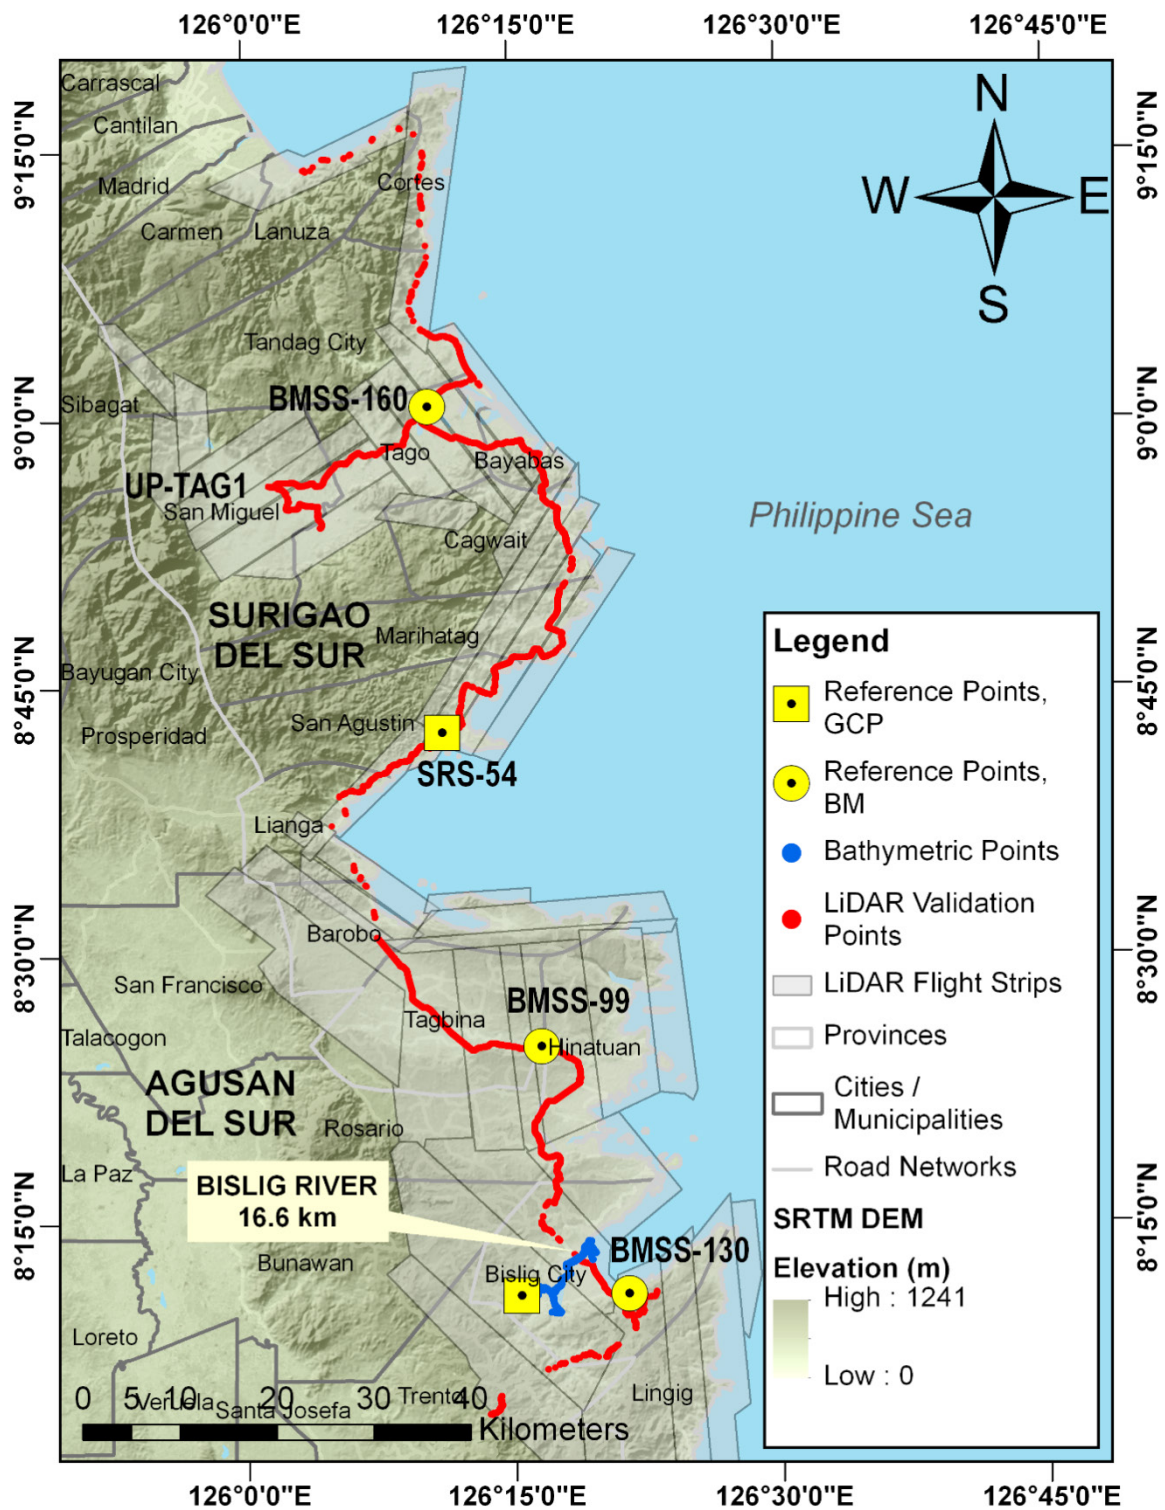 126°0'0"E
126°15'0"E
126°30'0"E
126°45'0"E
9°15'0"N
9°0'0"N
8°45'0"N
8°30'0"N
8°15'0"N
9°15'0"N
9°0'0"N
8°45'0"N
8°30'0"N
8°15'0"N
N
W
E
S
Carrascal
Cantilan
Madrid
Cortes
Carmen
Lanuza
Tandag City
BMSS-160
Sibagat
Tago
Bayabas
UP-TAG1
San Miguel
Philippine Sea
Cagwait
SURIGAO
DEL SUR
Marihatag
Bayugan City
San Agustin
Prosperidad
SRS-54
Lianga
Barobo
San Francisco
BMSS-99
Tagbina
Talacogon
Hinatuan
AGUSAN
DEL SUR
Rosario
La Paz
BISLIG RIVER
16.6 km
BMSS-130
Bunawan
Bislig City
Loreto
Lingig
Trento
Veruela
Santa Josefa
0
5
10
20
30
40
Kilometers
Legend
Reference Points,
GCP
Reference Points,
BM
Bathymetric Points
LiDAR Validation
Points
LiDAR Flight Strips
Provinces
Cities /
Municipalities
Road Networks
SRTM DEM
Elevation (m)
High : 1241
Low : 0
126°0'0"E
126°15'0"E
126°30'0"E
126°45'0"E